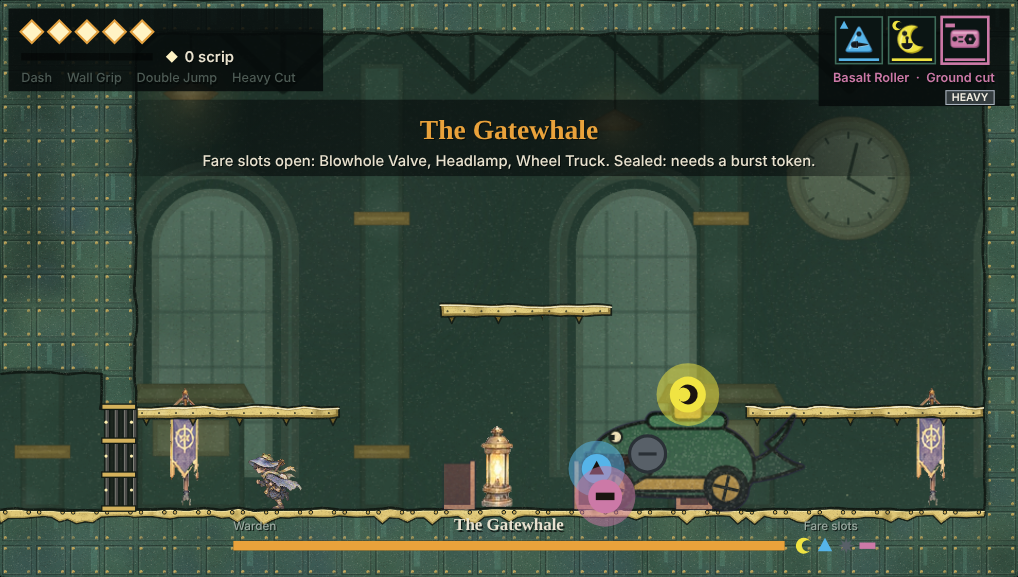 0 scrip
Dash Wall Grip Double Jump Heavy Cut
Basalt Roller · Ground cut
HEAVY
The Gatewhale
Fare slots open: Blowhole Valve, Headlamp, Wheel Truck. Sealed: needs a burst token.
Warden
The Gatewhale
Fare slots